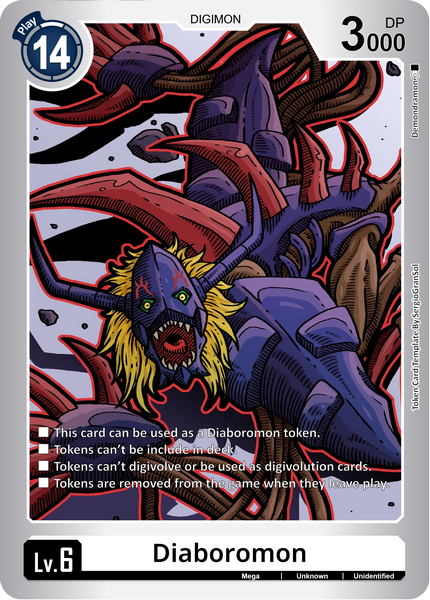 Play
14
DIGIMON
DP
3000
Demondramon
Token Card Template By SergioGranSol
This card can be used as a Diaboromon token.
Tokens can't be include in deck.
Tokens can't digivolve or be used as digivolution cards.
Tokens are removed from the game when they leave play.
Lv.6
Diaboromon
Mega | Unknown | Unidentified